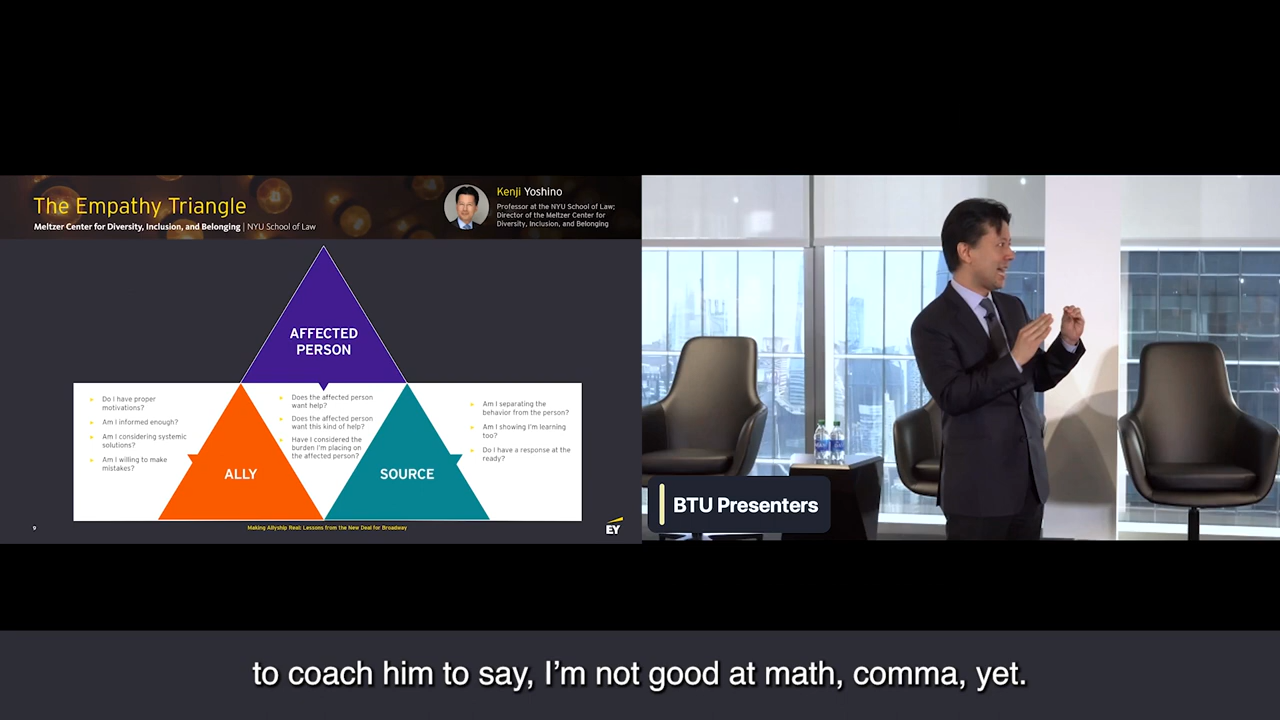 The Empathy Triangle
Meltzer Center for Diversity, Inclusion, and Belonging | NYU School of Law
Kenji Yoshino
Professor at the NYU School of Law;
Director of the Meltzer Center for
Diversity, Inclusion, and Belonging
AFFECTED
PERSON
Do I have proper
motivations?
Am I informed enough?
Am I considering systemic
solutions?
Am I willing to make
mistakes?
ALLY
Does the affected person
want help?
Does the affected person
want this kind of help?
Have I considered the
burden I'm placing on
the affected person?
SOURCE
Am I separating the
behavior from the person?
Am I showing I'm learning
too?
Do I have a response at the
ready?
9
Making Allyship Real: Lessons from the New Deal for Broadway
EY
BTU Presenters
to coach him to say, I'm not good at math, comma, yet.